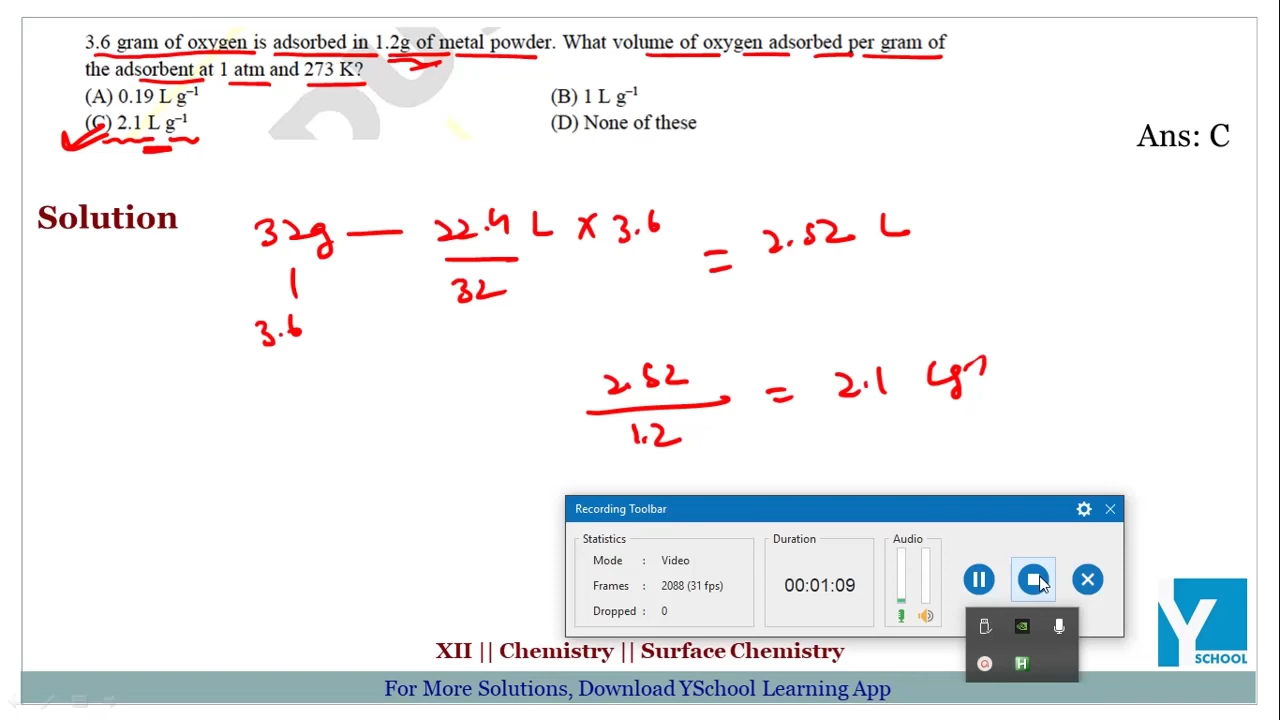 3.6 gram of oxygen is adsorbed in 1.2g of metal powder. What volume of oxygen adsorbed per gram of
the adsorbent at 1 atm and 273 K?
(A) 0.19 L g⁻¹ (B) 1 L g⁻¹
(C) 2.1 L g⁻¹ (D) None of these
Ans: C
Solution
32g — 22.4 L × 3.6 = 2.52 L
32
3.6
2.52 = 2.1
1.2
Recording Toolbar
Statistics
Mode : Video
Frames : 2088 (31 fps)
Dropped : 0
Duration
00:01:09
Audio
Y
SCHOOL
XII || Chemistry || Surface Chemistry
For More Solutions, Download YSchool Learning App